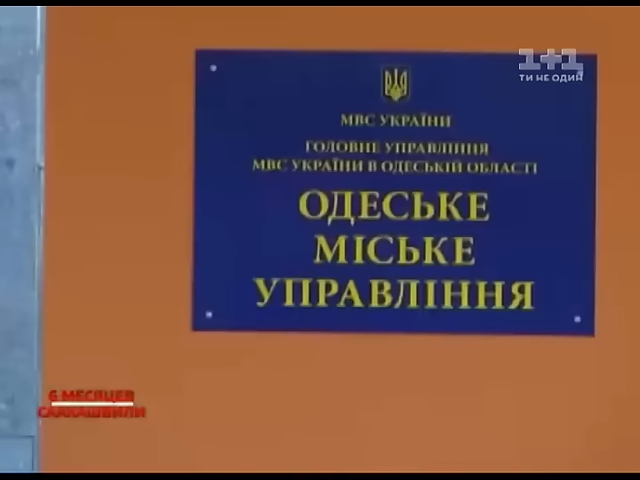 1+1
ТИ НЕ ОДИН
МВС УКРАЇНИ
ГОЛОВНЕ УПРАВЛІННЯ
МВС УКРАЇНИ В ОДЕСЬКІЙ ОБЛАСТІ
ОДЕСЬКЕ
МІСЬКЕ
УПРАВЛІННЯ
6 МЕСЯЦЕВ
СААКАШВИЛИ